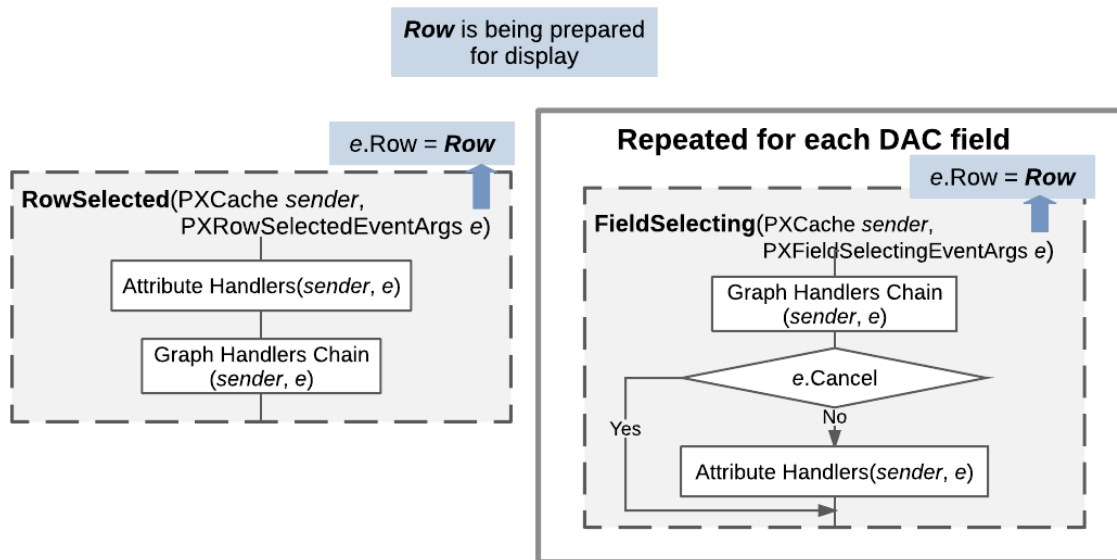 Row is being prepared
for display
e.Row = Row
RowSelected(PXCache sender,
PXRowSelectedEventArgs e)
Attribute Handlers(sender, e)
Graph Handlers Chain
(sender, e)
Repeated for each DAC field
e.Row = Row
FieldSelecting(PXCache sender,
PXFieldSelectingEventArgs e)
Graph Handlers Chain
(sender, e)
e.Cancel
No
Yes
Attribute Handlers(sender, e)